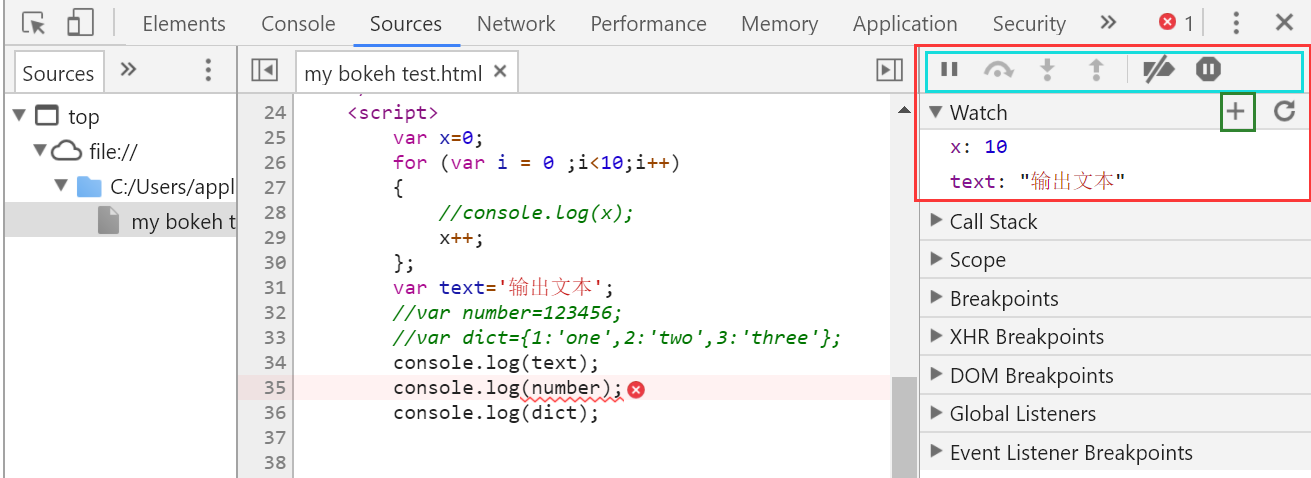 Elements Console Sources Network Performance Memory Application Security » 1
Sources »
my bokeh test.html
top
file://
C:/Users/appl
my bokeh t
24 <script>
25 var x=0;
26 for (var i = 0 ;i<10;i++)
27 {
28 //console.log(x);
29 x++;
30 };
31 var text='输出文本';
32 //var number=123456;
33 //var dict={1:'one',2:'two',3:'three'};
34 console.log(text);
35 console.log(number);
36 console.log(dict);
37
38
Watch
x: 10
text: "输出文本"
Call Stack
Scope
Breakpoints
XHR Breakpoints
DOM Breakpoints
Global Listeners
Event Listener Breakpoints